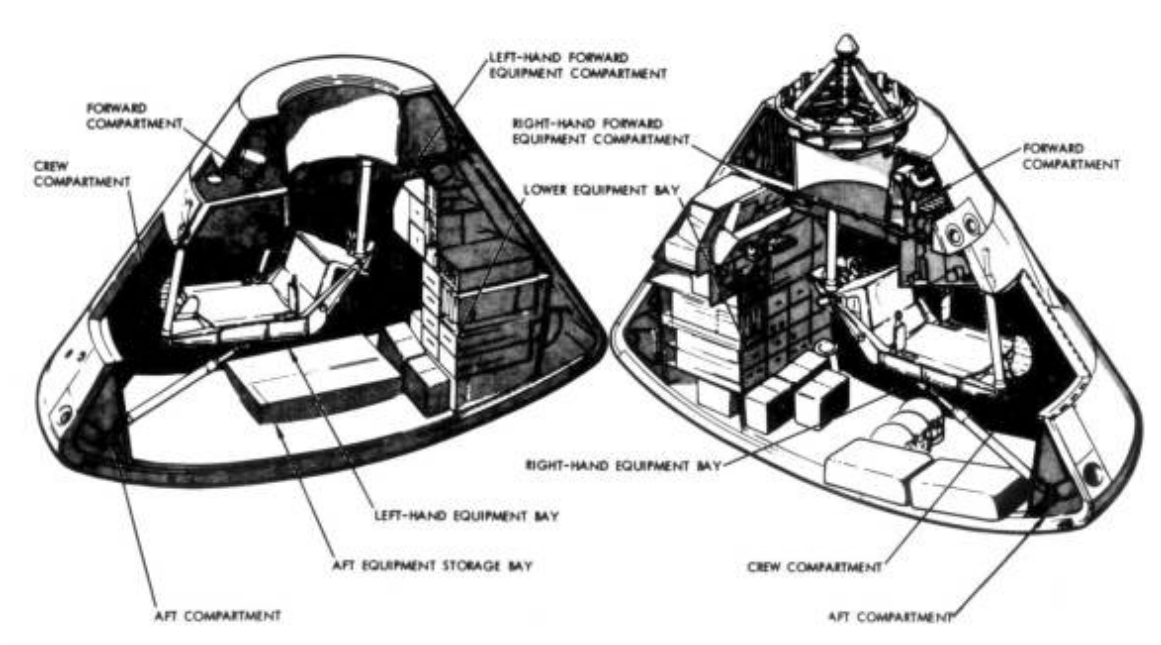 LEFT-HAND FORWARD
EQUIPMENT COMPARTMENT
FORWARD
COMPARTMENT
RIGHT-HAND FORWARD
EQUIPMENT COMPARTMENT
FORWARD
COMPARTMENT
CREW
COMPARTMENT
LOWER EQUIPMENT BAY
RIGHT-HAND EQUIPMENT BAY
LEFT-HAND EQUIPMENT BAY
AFT EQUIPMENT STORAGE BAY
CREW COMPARTMENT
AFT COMPARTMENT
AFT COMPARTMENT